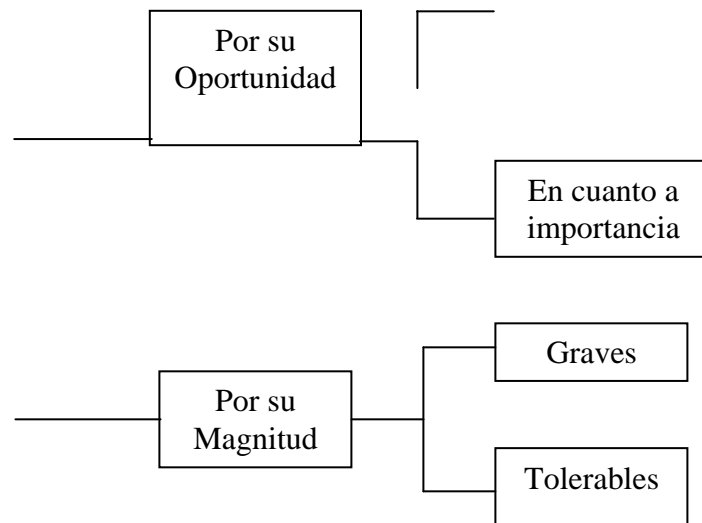 Por su
Oportunidad
En cuanto a
importancia
Graves
Por su
Magnitud
Tolerables